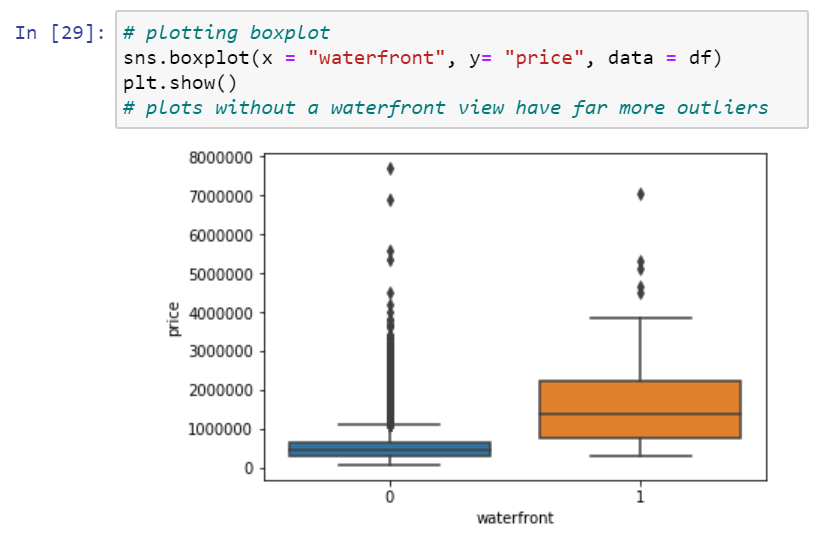 In [29]: # plotting boxplot
sns.boxplot(x = "waterfront", y= "price", data = df)
plt.show()
# plots without a waterfront view have far more outliers
8000000
7000000
6000000
5000000
4000000
3000000
2000000
1000000
0
price
0 1
waterfront